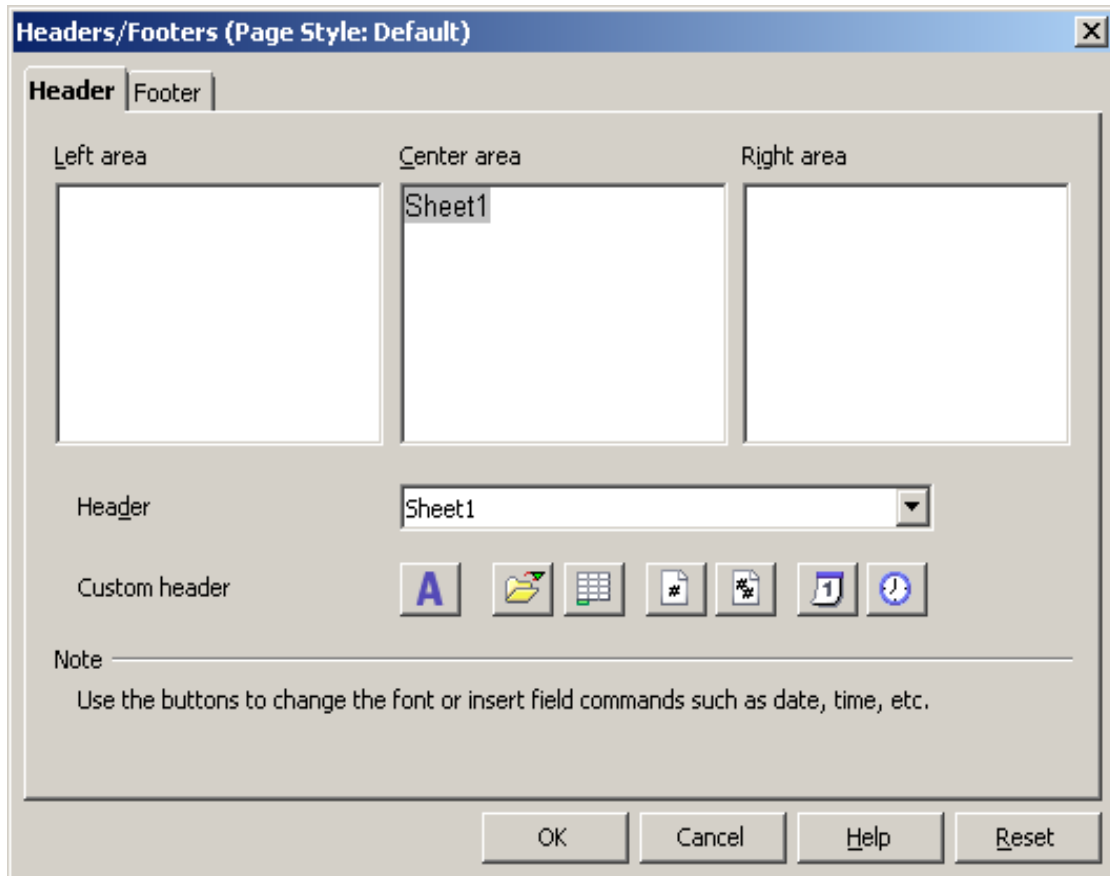 Headers/Footers (Page Style: Default)
Header Footer
Left area Center area Right area
Sheet1
Header Sheet1
Custom header A # # 1
Note
Use the buttons to change the font or insert field commands such as date, time, etc.
OK Cancel Help Reset